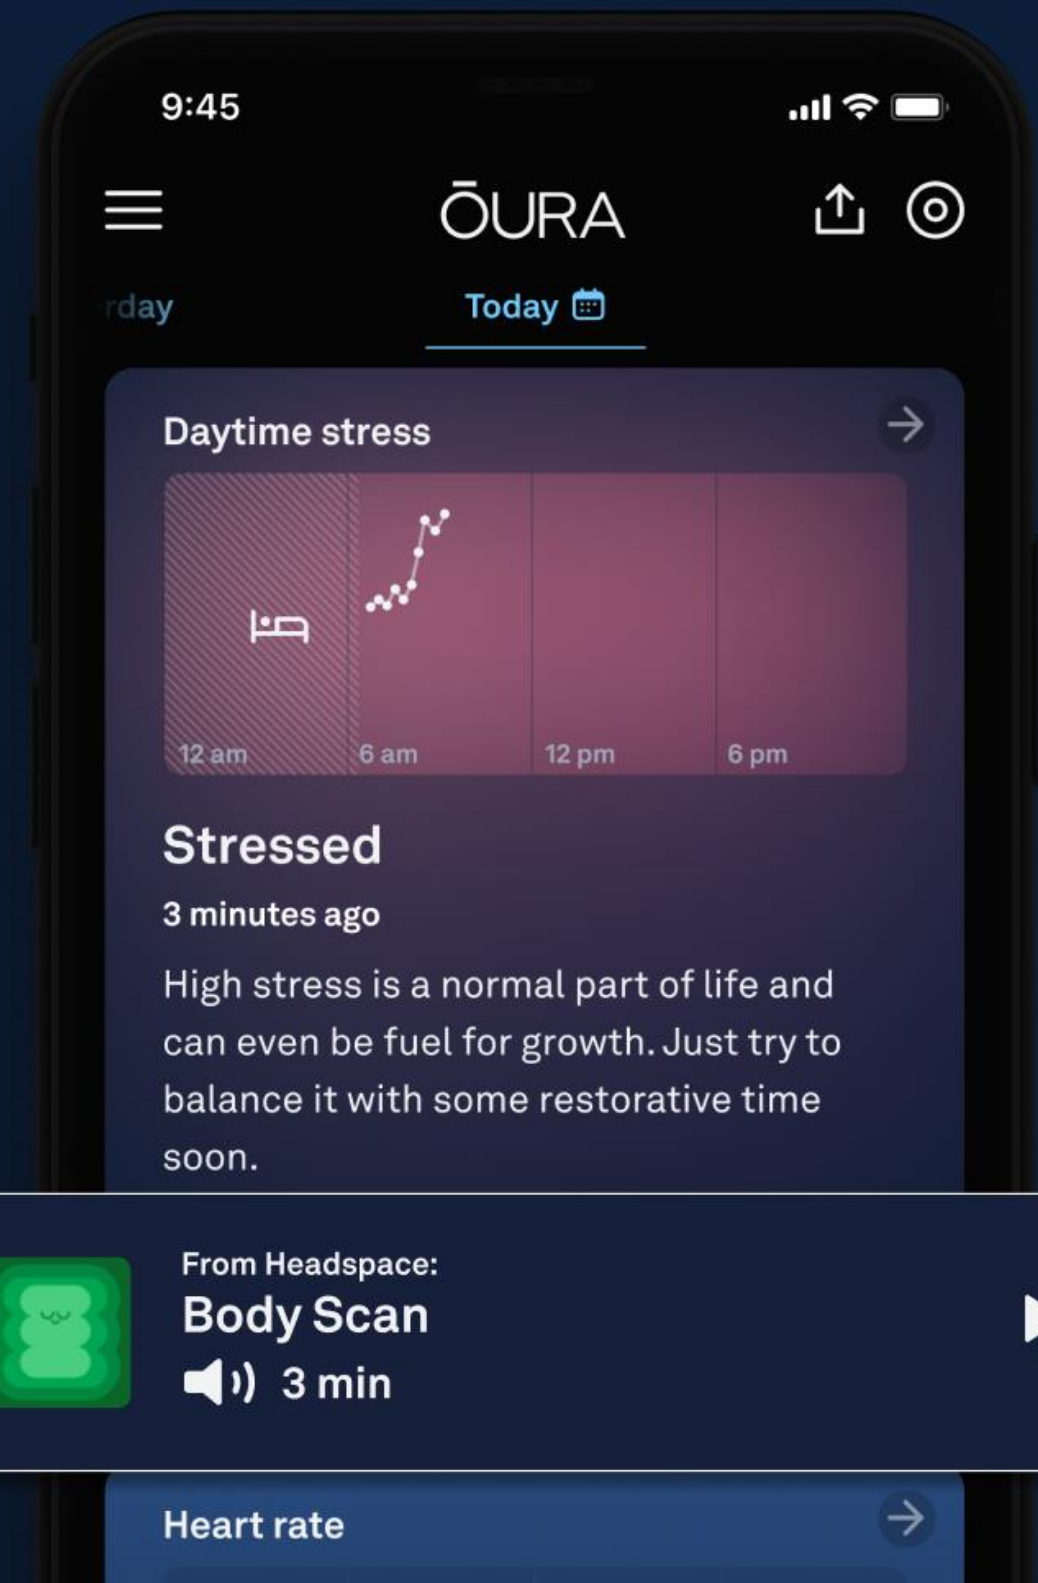 9:45
ŌURA
rday
Today
Daytime stress
12 am
6 am
12 pm
6 pm
Stressed
3 minutes ago
High stress is a normal part of life and
can even be fuel for growth. Just try to
balance it with some restorative time
soon.
From Headspace:
Body Scan
3 min
Heart rate